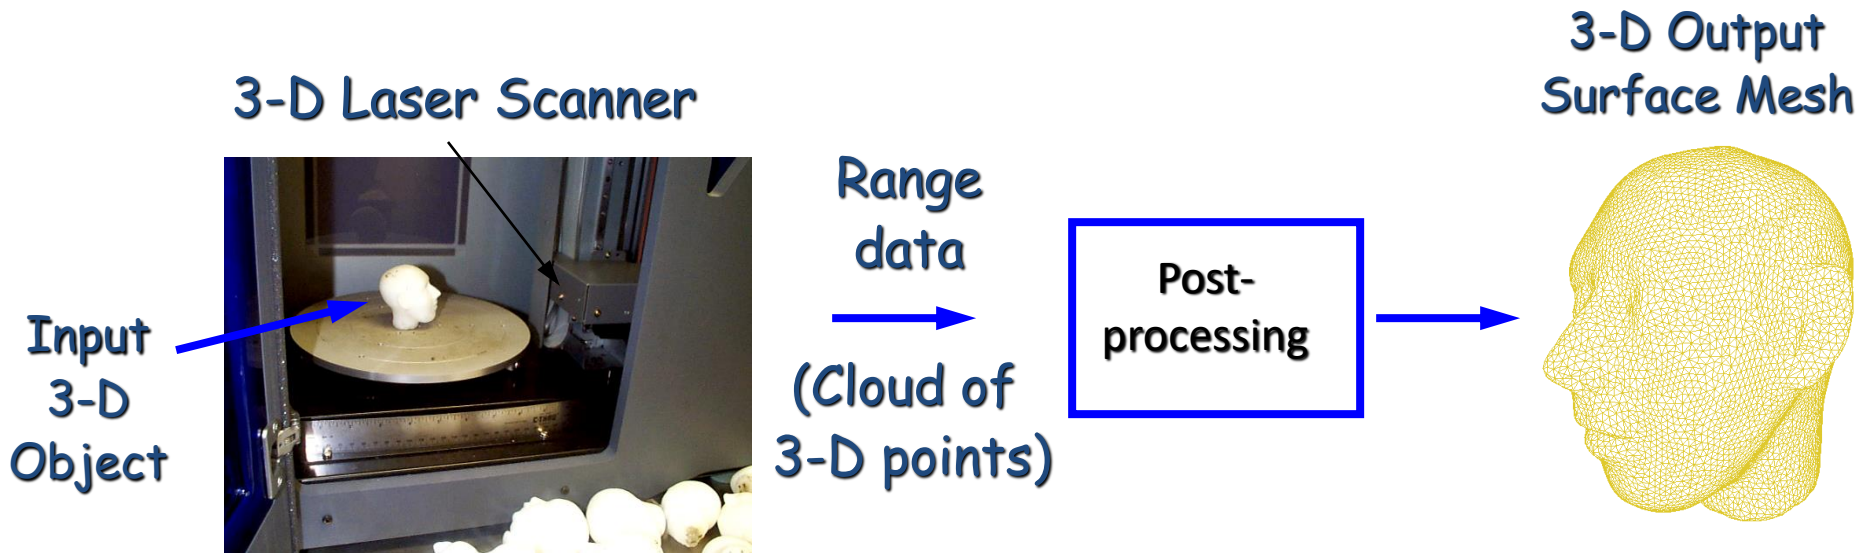 3-D Output
Surface Mesh
3-D Laser Scanner
Range
data
Post-
processing
Input
3-D
Object
(Cloud of
3-D points)